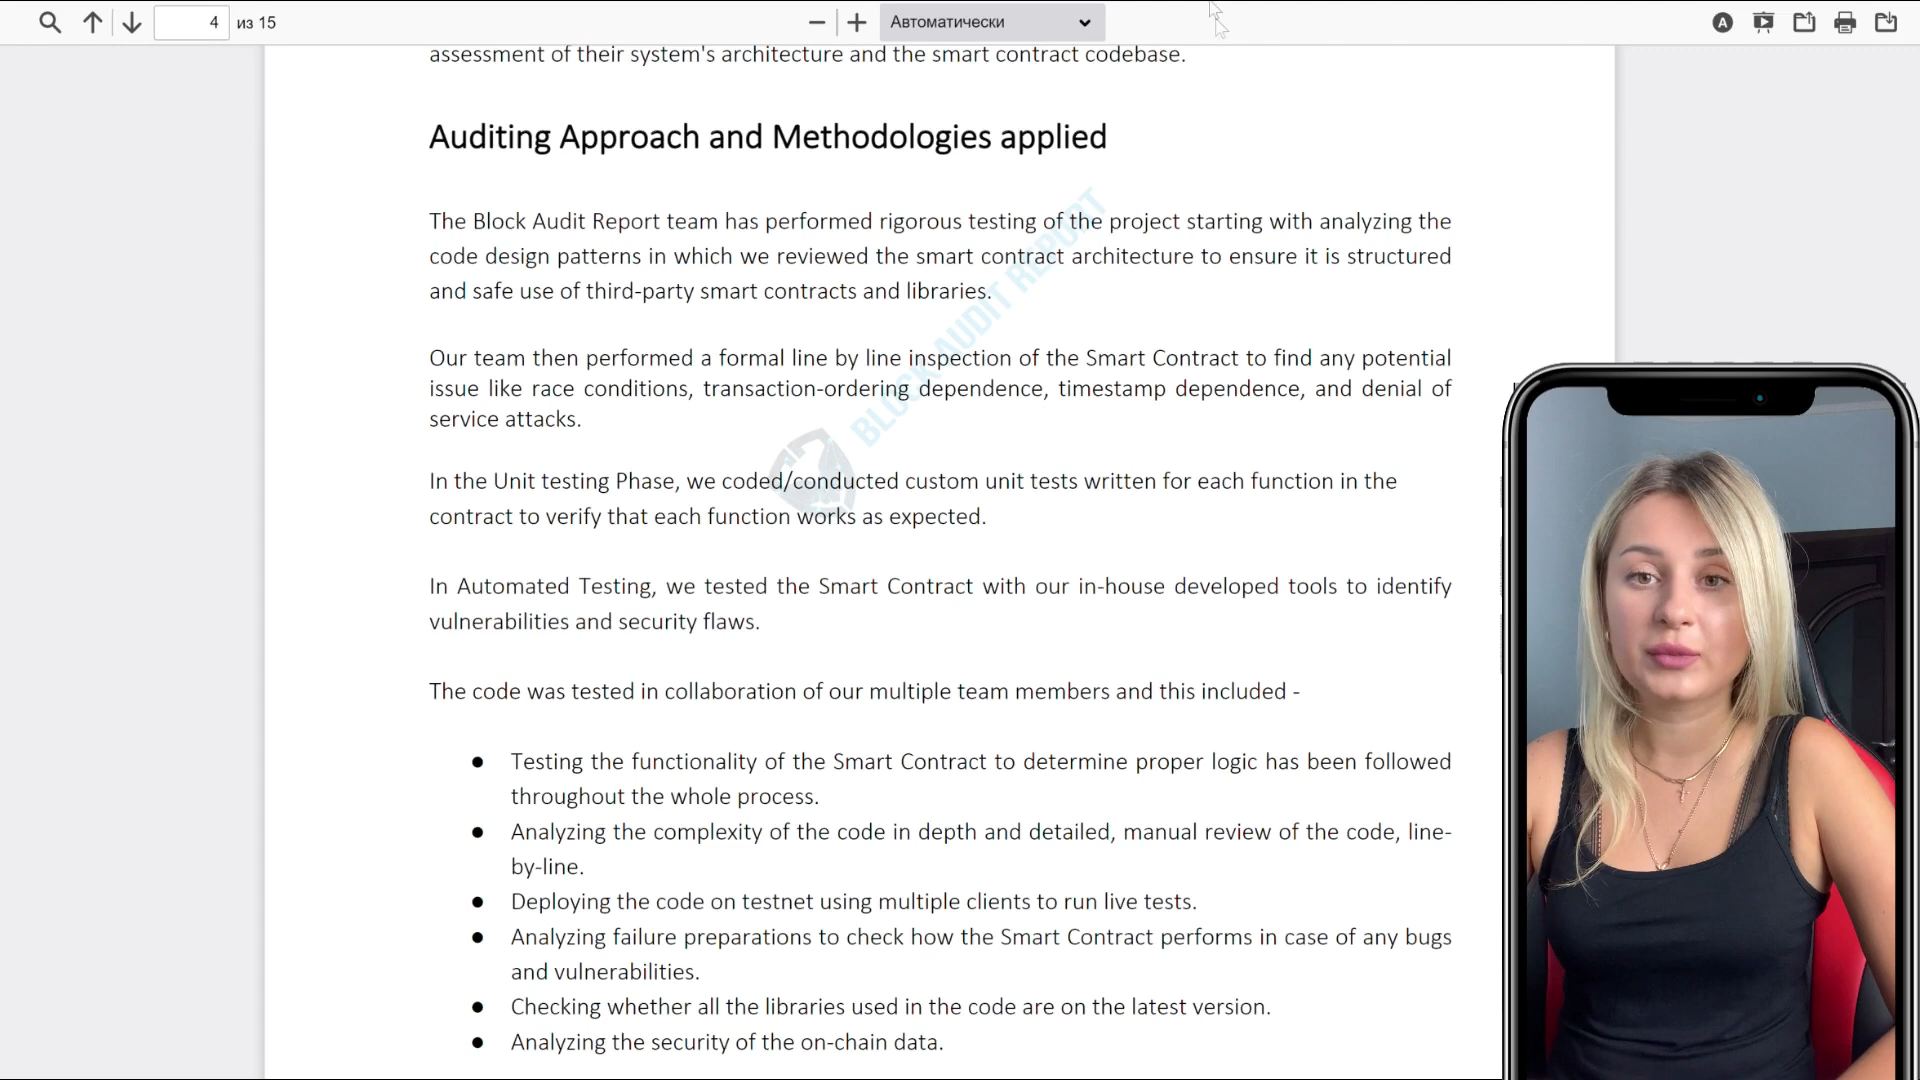 4 из 15
Автоматически
A
assessment of their system's architecture and the smart contract codebase.
Auditing Approach and Methodologies applied
The Block Audit Report team has performed rigorous testing of the project starting with analyzing the
code design patterns in which we reviewed the smart contract architecture to ensure it is structured
and safe use of third-party smart contracts and libraries.
Our team then performed a formal line by line inspection of the Smart Contract to find any potential
issue like race conditions, transaction-ordering dependence, timestamp dependence, and denial of
service attacks.
In the Unit testing Phase, we coded/conducted custom unit tests written for each function in the
contract to verify that each function works as expected.
In Automated Testing, we tested the Smart Contract with our in-house developed tools to identify
vulnerabilities and security flaws.
The code was tested in collaboration of our multiple team members and this included -
● Testing the functionality of the Smart Contract to determine proper logic has been followed
throughout the whole process.
● Analyzing the complexity of the code in depth and detailed, manual review of the code, line-
by-line.
● Deploying the code on testnet using multiple clients to run live tests.
● Analyzing failure preparations to check how the Smart Contract performs in case of any bugs
and vulnerabilities.
● Checking whether all the libraries used in the code are on the latest version.
● Analyzing the security of the on-chain data.
BLOCK AUDIT REPORT